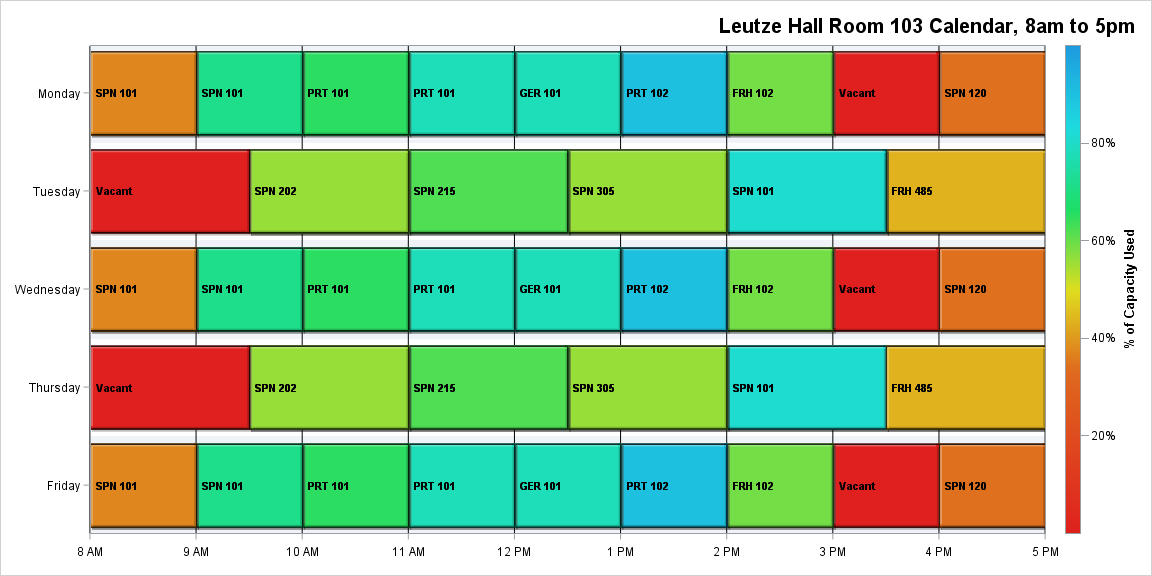 Leutze Hall Room 103 Calendar, 8am to 5pm
Monday
SPN 101
SPN 101
PRT 101
PRT 101
GER 101
PRT 102
FRH 102
Vacant
SPN 120
Tuesday
Vacant
SPN 202
SPN 215
SPN 305
SPN 101
FRH 485
Wednesday
SPN 101
SPN 101
PRT 101
PRT 101
GER 101
PRT 102
FRH 102
Vacant
SPN 120
Thursday
Vacant
SPN 202
SPN 215
SPN 305
SPN 101
FRH 485
Friday
SPN 101
SPN 101
PRT 101
PRT 101
GER 101
PRT 102
FRH 102
Vacant
SPN 120
8 AM
9 AM
10 AM
11 AM
12 PM
1 PM
2 PM
3 PM
4 PM
5 PM
80%
60%
40%
20%
% of Capacity Used